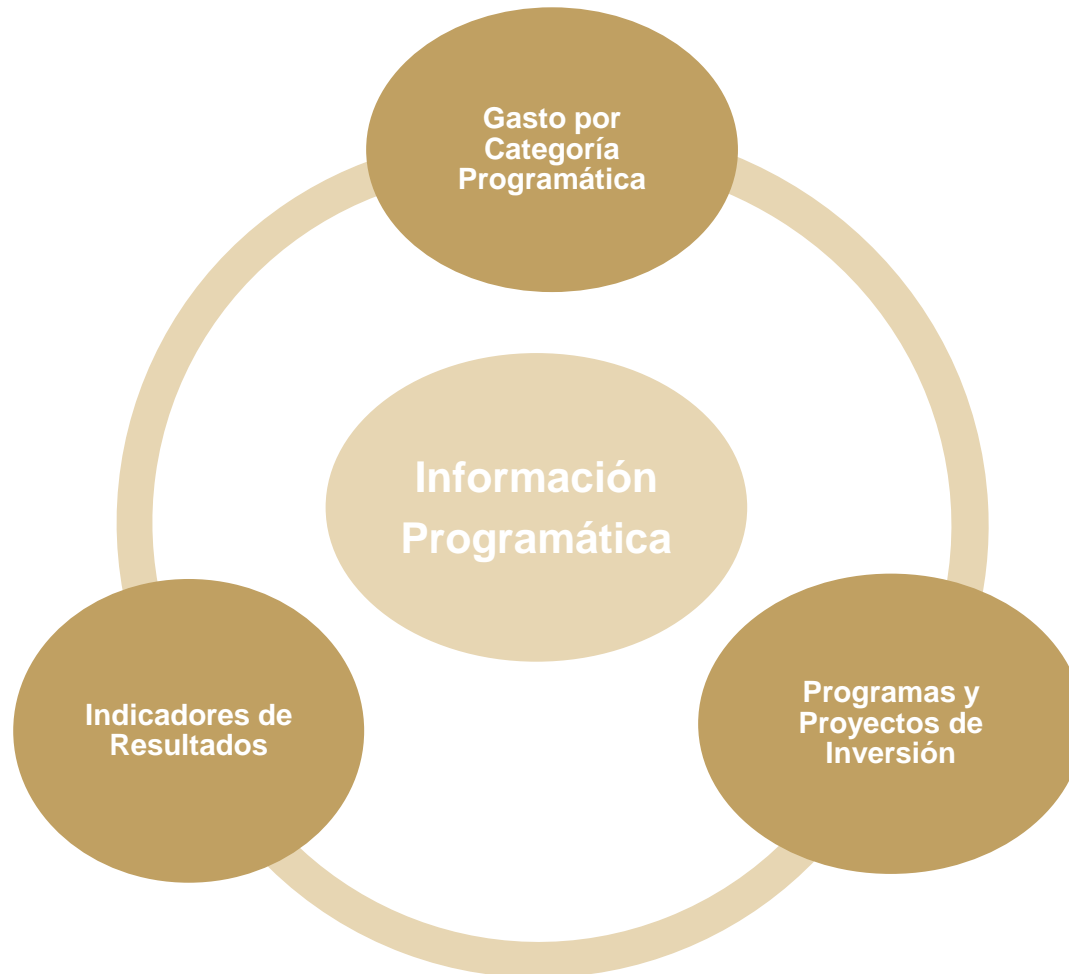 Gasto por
Categoría
Programática
Información
Programática
Indicadores de
Resultados
Programas y
Proyectos de
Inversión